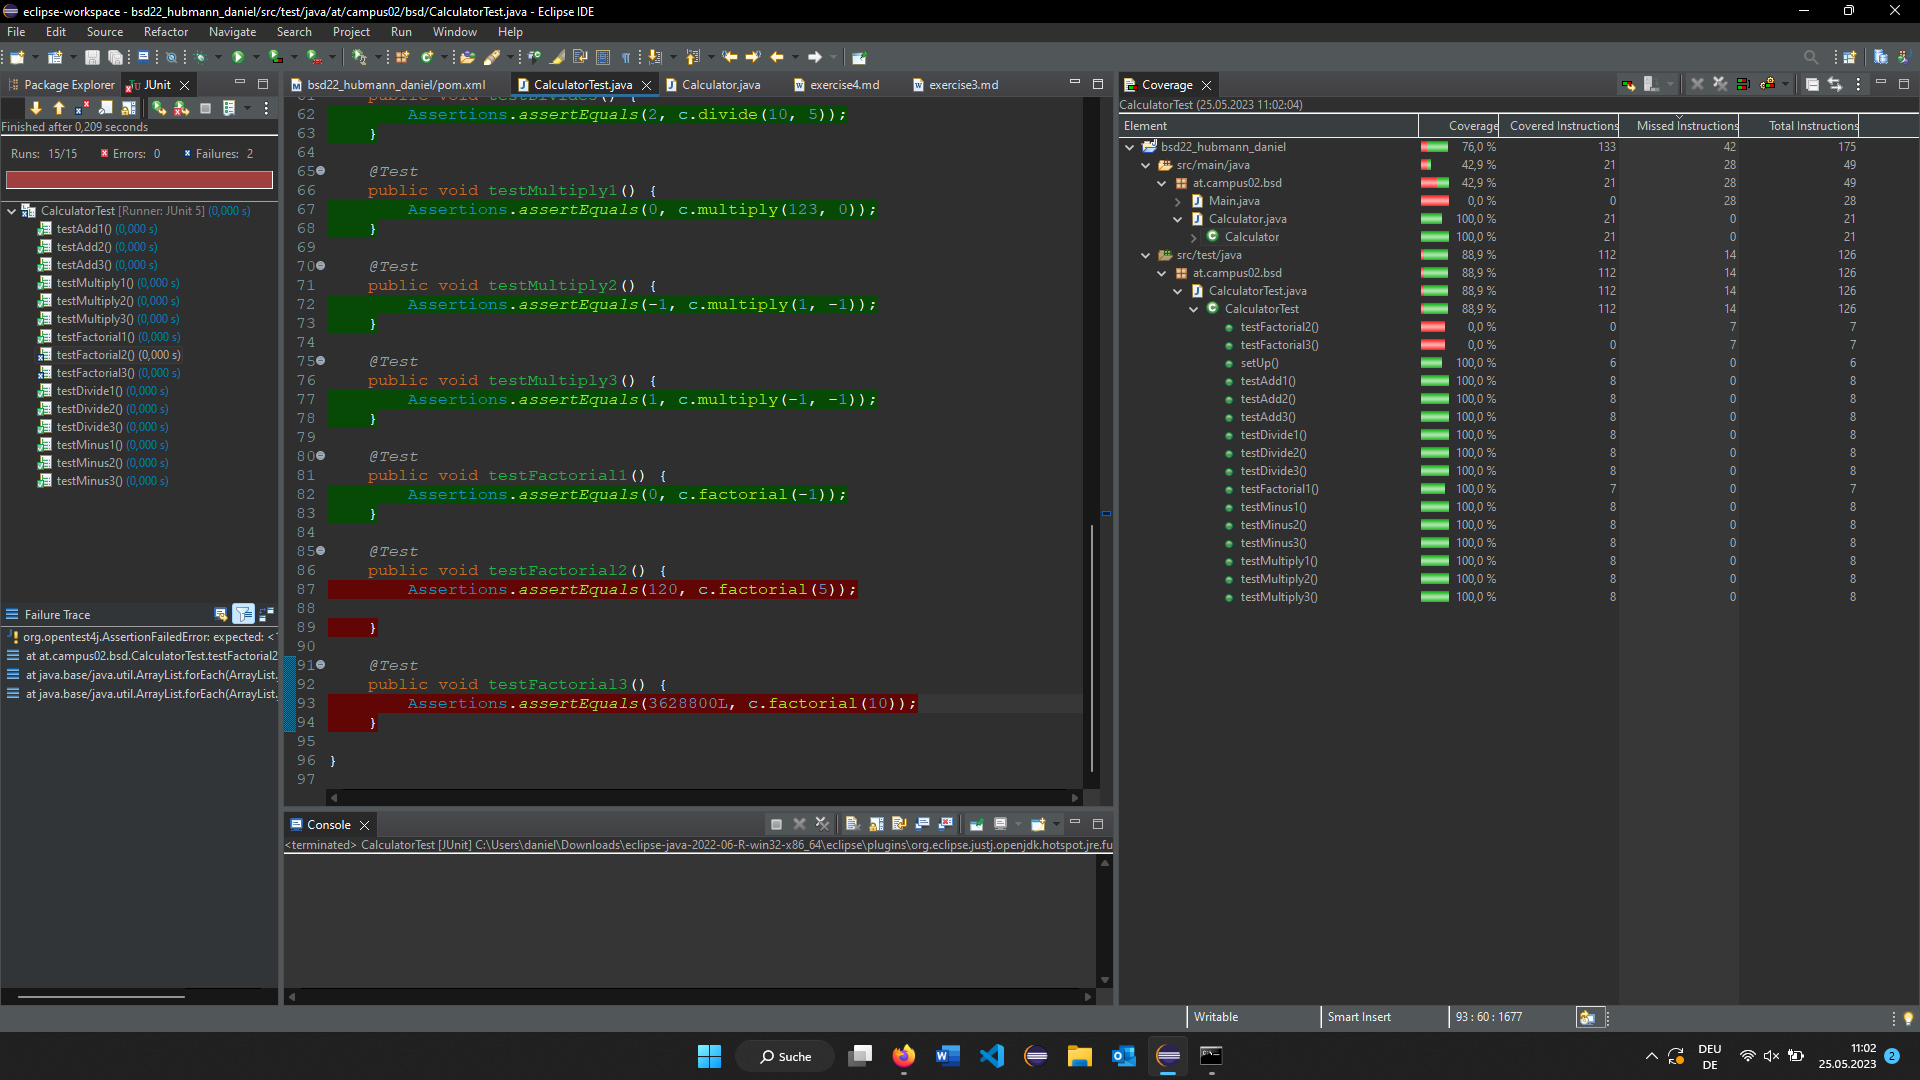 eclipse-workspace - bsd22_hubmann_daniel/src/test/java/at/campus02/bsd/CalculatorTest.java - Eclipse IDE
File Edit Source Refactor Navigate Search Project Run Window Help
Package Explorer JUnit
Finished after 0,209 seconds
Runs: 15/15 Errors: 0 Failures: 2
CalculatorTest [Runner: JUnit 5] (0,000 s)
testAdd1() (0,000 s)
testAdd2() (0,000 s)
testAdd3() (0,000 s)
testMultiply1() (0,000 s)
testMultiply2() (0,000 s)
testMultiply3() (0,000 s)
testFactorial1() (0,000 s)
testFactorial2() (0,000 s)
testFactorial3() (0,000 s)
testDivide1() (0,000 s)
testDivide2() (0,000 s)
testDivide3() (0,000 s)
testMinus1() (0,000 s)
testMinus2() (0,000 s)
testMinus3() (0,000 s)
Failure Trace
org.opentest4j.AssertionFailedError: expected: <
at at.campus02.bsd.CalculatorTest.testFactorial2
at java.base/java.util.ArrayList.forEach(ArrayList.
at java.base/java.util.ArrayList.forEach(ArrayList.
bsd22_hubmann_daniel/pom.xml CalculatorTest.java Calculator.java exercise4.md exercise3.md
61 public void testDivide3() {
62 Assertions.assertEquals(2, c.divide(10, 5));
63 }
64
65 @Test
66 public void testMultiply1() {
67 Assertions.assertEquals(0, c.multiply(123, 0));
68 }
69
70 @Test
71 public void testMultiply2() {
72 Assertions.assertEquals(-1, c.multiply(1, -1));
73 }
74
75 @Test
76 public void testMultiply3() {
77 Assertions.assertEquals(1, c.multiply(-1, -1));
78 }
79
80 @Test
81 public void testFactorial1() {
82 Assertions.assertEquals(0, c.factorial(-1));
83 }
84
85 @Test
86 public void testFactorial2() {
87 Assertions.assertEquals(120, c.factorial(5));
88
89 }
90
91 @Test
92 public void testFactorial3() {
93 Assertions.assertEquals(3628800L, c.factorial(10));
94 }
95
96 }
97
Console
<terminated> CalculatorTest [JUnit] C:\Users\daniel\Downloads\eclipse-java-2022-06-R-win32-x86_64\eclipse\plugins\org.eclipse.justj.openjdk.hotspot.jre.fu
Coverage
CalculatorTest (25.05.2023 11:02:04)
Element Coverage Covered Instructions Missed Instructions Total Instructions
bsd22_hubmann_daniel 76,0 % 133 42 175
src/main/java 42,9 % 21 28 49
at.campus02.bsd 42,9 % 21 28 49
Main.java 0,0 % 0 28 28
Calculator.java 100,0 % 21 0 21
Calculator 100,0 % 21 0 21
src/test/java 88,9 % 112 14 126
at.campus02.bsd 88,9 % 112 14 126
CalculatorTest.java 88,9 % 112 14 126
CalculatorTest 88,9 % 112 14 126
testFactorial2() 0,0 % 0 7 7
testFactorial3() 0,0 % 0 7 7
setUp() 100,0 % 6 0 6
testAdd1() 100,0 % 8 0 8
testAdd2() 100,0 % 8 0 8
testAdd3() 100,0 % 8 0 8
testDivide1() 100,0 % 8 0 8
testDivide2() 100,0 % 8 0 8
testDivide3() 100,0 % 8 0 8
testFactorial1() 100,0 % 7 0 7
testMinus1() 100,0 % 8 0 8
testMinus2() 100,0 % 8 0 8
testMinus3() 100,0 % 8 0 8
testMultiply1() 100,0 % 8 0 8
testMultiply2() 100,0 % 8 0 8
testMultiply3() 100,0 % 8 0 8
Writable Smart Insert 93 : 60 : 1677
Suche
DEU
DE
11:02
25.05.2023
2